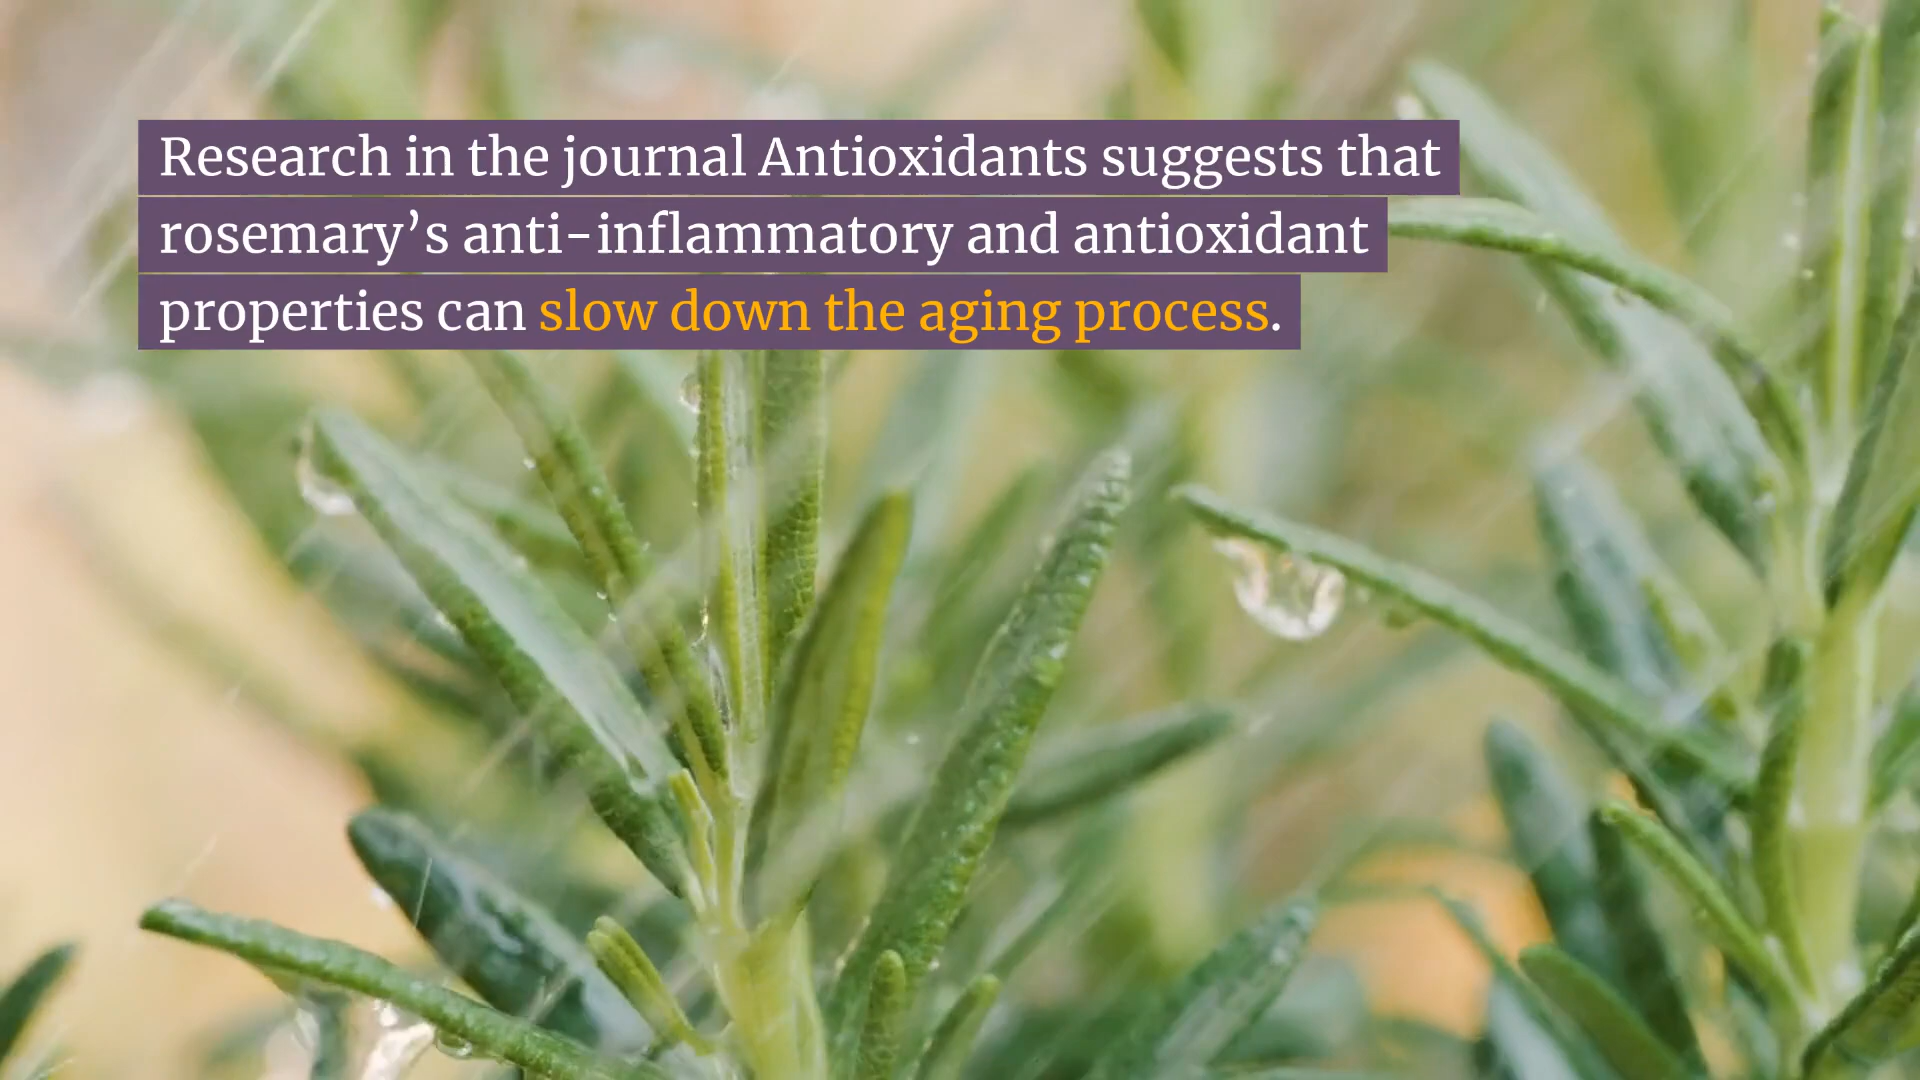 Research in the journal Antioxidants suggests that
rosemary’s anti-inflammatory and antioxidant
properties can slow down the aging process.